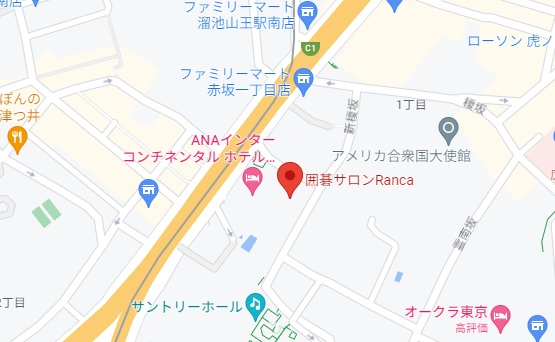 ファミリーマート
溜池山王駅南店
C1
ローソン 虎ノ
ファミリーマート
赤坂一丁目店
1丁目
榎坂
新榎坂
ぽんの
津つ井
ANAインター
コンチネンタル ホテル...
アメリカ合衆国大使館
囲碁サロンRanca
霊南坂
2丁目
サントリーホール
オークラ東京
高評価